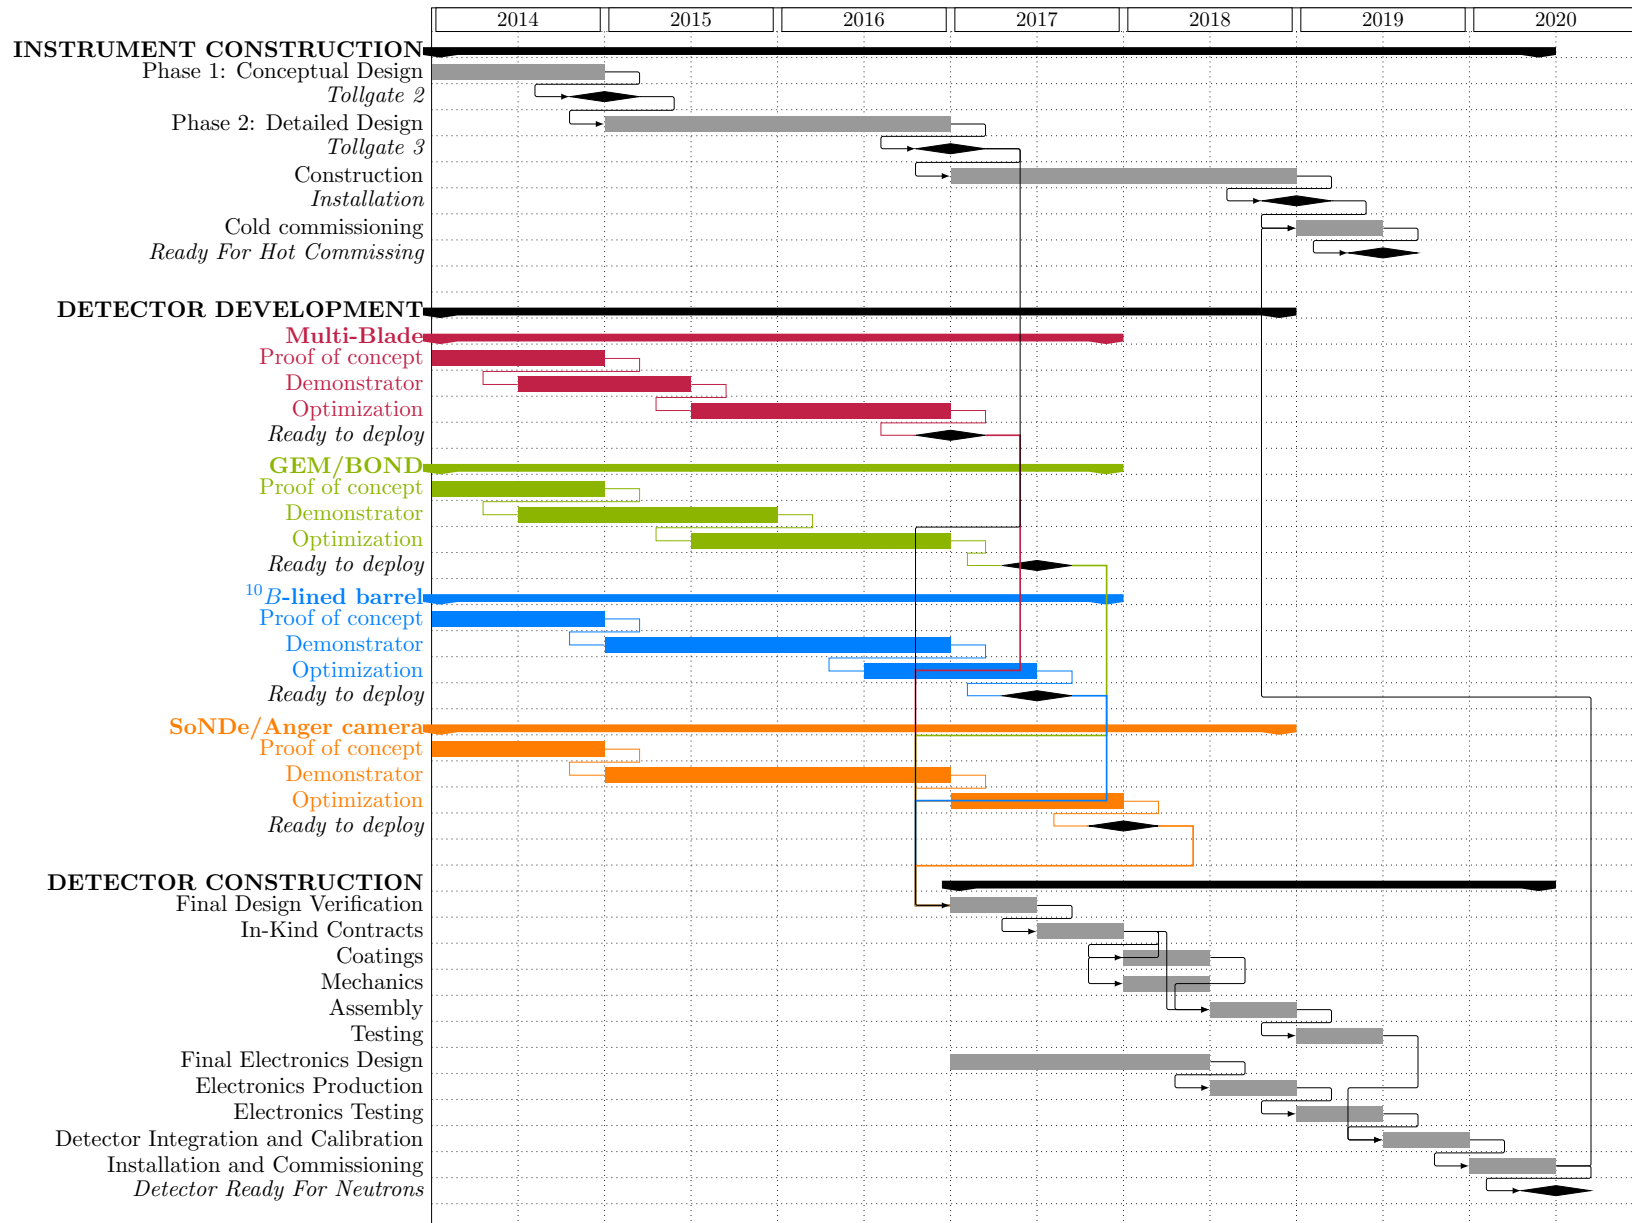 2014 2015 2016 2017 2018 2019 2020
INSTRUMENT CONSTRUCTION
Phase 1: Conceptual Design
Tollgate 2
Phase 2: Detailed Design
Tollgate 3
Construction
Installation
Cold commissioning
Ready For Hot Commissing
DETECTOR DEVELOPMENT
Multi-Blade
Proof of concept
Demonstrator
Optimization
Ready to deploy
GEM/BOND
Proof of concept
Demonstrator
Optimization
Ready to deploy
¹⁰B-lined barrel
Proof of concept
Demonstrator
Optimization
Ready to deploy
SoNDe/Anger camera
Proof of concept
Demonstrator
Optimization
Ready to deploy
DETECTOR CONSTRUCTION
Final Design Verification
In-Kind Contracts
Coatings
Mechanics
Assembly
Testing
Final Electronics Design
Electronics Production
Electronics Testing
Detector Integration and Calibration
Installation and Commissioning
Detector Ready For Neutrons